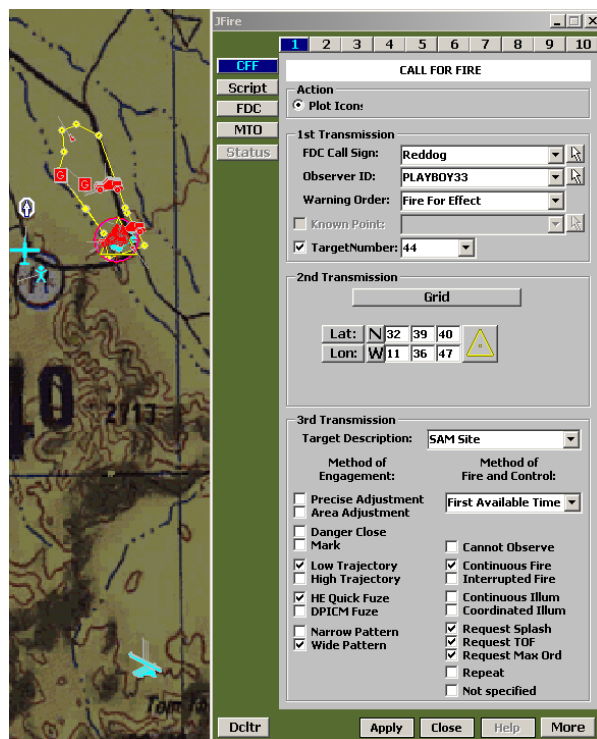 JFire
1 2 3 4 5 6 7 8 9 10
CFF
CALL FOR FIRE
Script
FDC
MTO
Status
Action
Plot Icons
1st Transmission
FDC Call Sign: Reddog
Observer ID: PLAYBOY33
Warning Order: Fire For Effect
Known Point:
TargetNumber: 44
2nd Transmission
Grid
Lat: N 32 39 40
Lon: W 11 36 47
3rd Transmission
Target Description: SAM Site
Method of Engagement:
Precise Adjustment
Area Adjustment
Danger Close
Mark
Low Trajectory
High Trajectory
HE Quick Fuze
DPICM Fuze
Narrow Pattern
Wide Pattern
Method of Fire and Control:
First Available Time
Cannot Observe
Continuous Fire
Interrupted Fire
Continuous Illum
Coordinated Illum
Request Splash
Request TOF
Request Max Ord
Repeat
Not specified
Dcltr Apply Close Help More
G
G
40